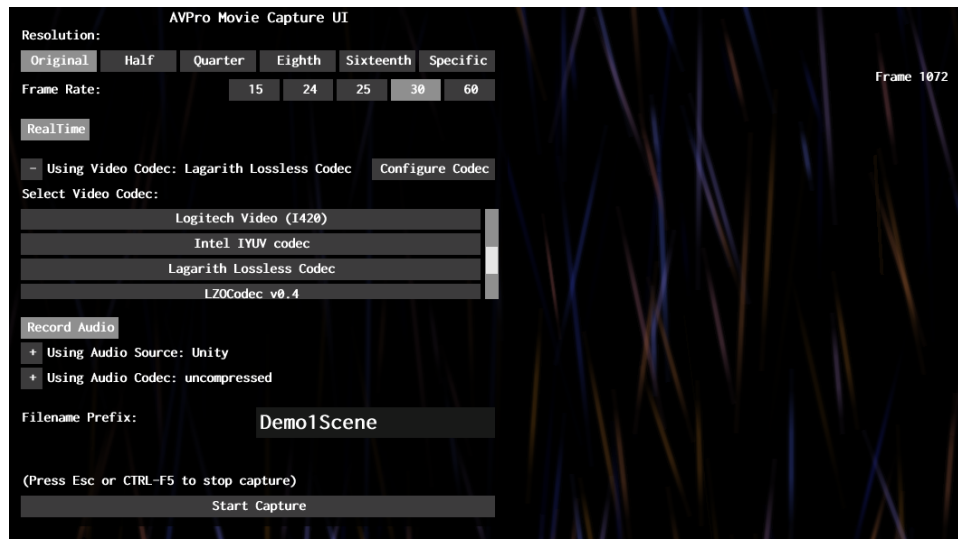 AVPro Movie Capture UI
Resolution:
Original Half Quarter Eighth Sixteenth Specific
Frame 1072
Frame Rate: 15 24 25 30 60
RealTime
- Using Video Codec: Lagarith Lossless Codec Configure Codec
Select Video Codec:
Logitech Video (I420)
Intel IYUV codec
Lagarith Lossless Codec
LZOCodec v0.4
Record Audio
+ Using Audio Source: Unity
+ Using Audio Codec: uncompressed
Filename Prefix: Demo1Scene
(Press Esc or CTRL-F5 to stop capture)
Start Capture